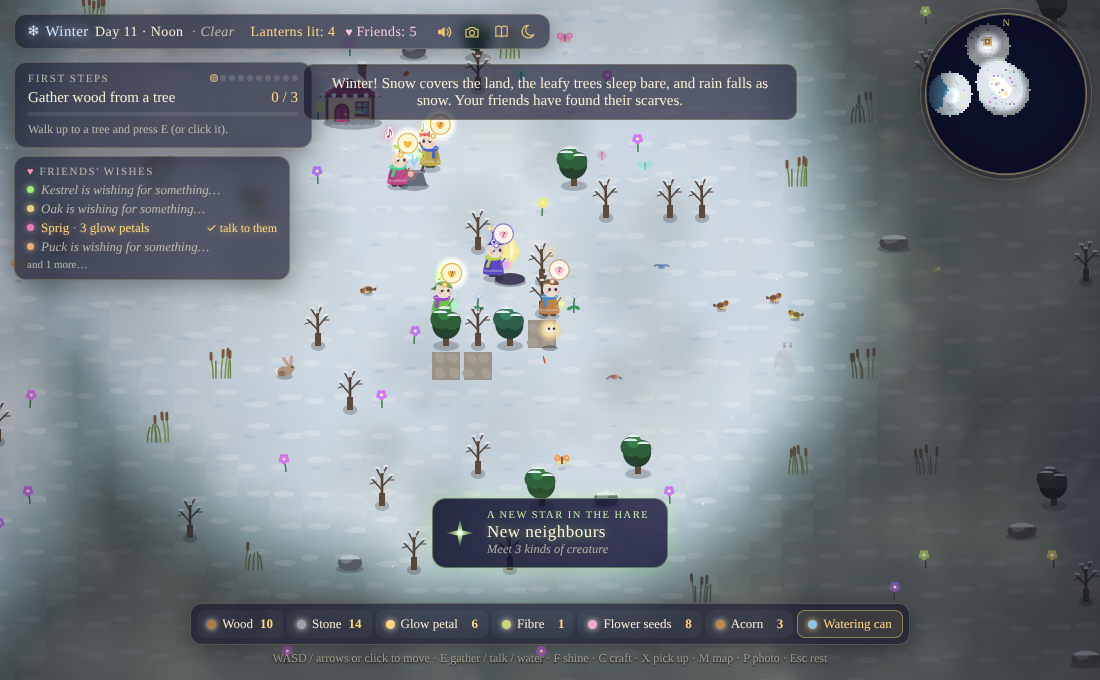 Winter Day 11 · Noon · Clear Lanterns lit: 4 ♥ Friends: 5
N
FIRST STEPS
Gather wood from a tree 0 / 3
Walk up to a tree and press E (or click it).
Winter! Snow covers the land, the leafy trees sleep bare, and rain falls as
snow. Your friends have found their scarves.
♥ FRIENDS' WISHES
Kestrel is wishing for something…
Oak is wishing for something…
Sprig · 3 glow petals ✓ talk to them
Puck is wishing for something…
and 1 more…
A NEW STAR IN THE HARE
New neighbours
Meet 3 kinds of creature
Wood 10 Stone 14 Glow petal 6 Fibre 1 Flower seeds 8 Acorn 3 Watering can
WASD / arrows or click to move · E gather / talk / water · F shine · C craft · X pick up · M map · P photo · Esc rest